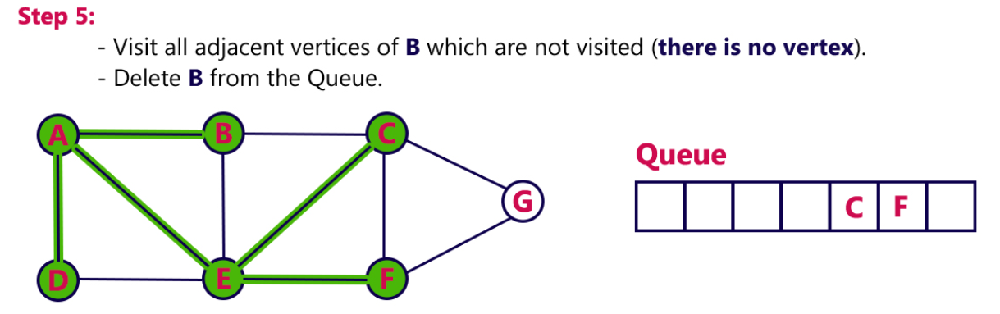 Step 5:
- Visit all adjacent vertices of B which are not visited (there is no vertex).
- Delete B from the Queue.
A B C
Queue
G
C F
D E F